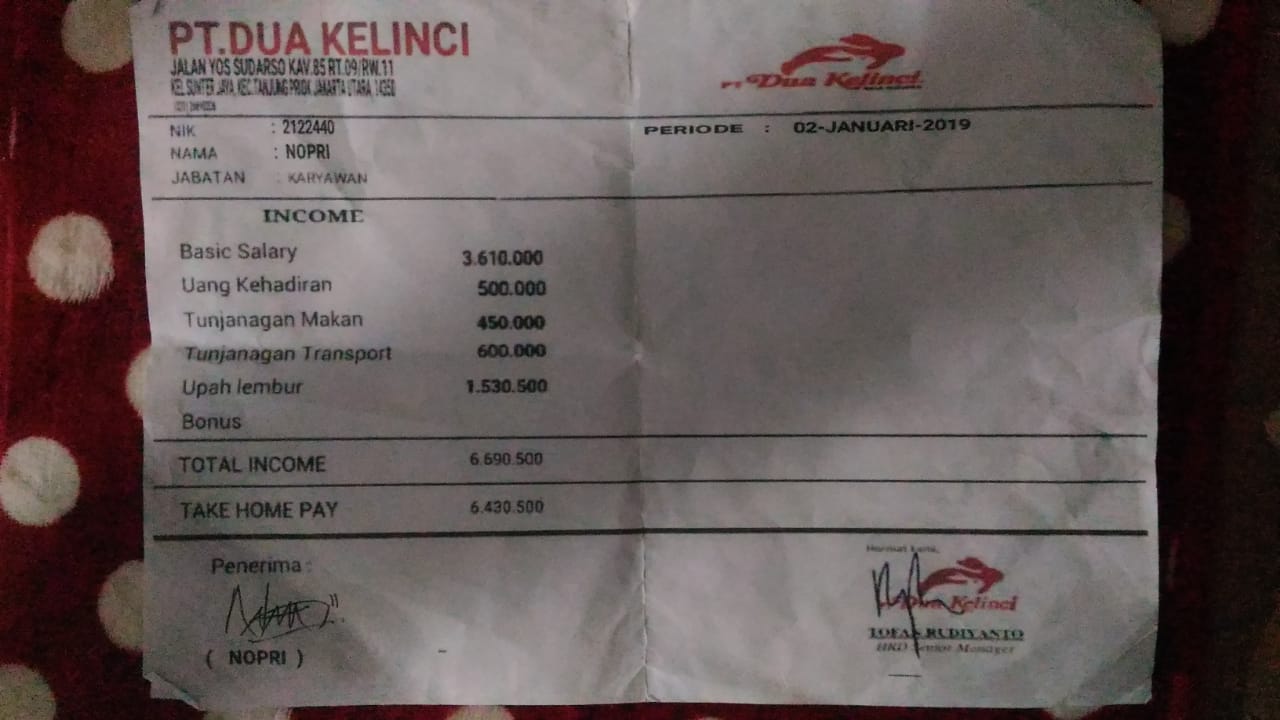 PT.DUA KELINCI
JALAN YOS SUDARSO KAV.85 RT.09/RW.11
KEL.SUNTER JAYA, KEC.TANJUNG PRIOK JAKARTA UTARA, 14350
PT Dua Kelinci
NIK : 2122440
NAMA : NOPRI
JABATAN : KARYAWAN
PERIODE : 02-JANUARI-2019
INCOME
Basic Salary 3.610.000
Uang Kehadiran 500.000
Tunjanagan Makan 450.000
Tunjanagan Transport 600.000
Upah lembur 1.530.500
Bonus
TOTAL INCOME 6.690.500
TAKE HOME PAY 6.430.500
Penerima :
( NOPRI )
Hormat kami,
Dua Kelinci
RUDIYANTO
HRD Senior Manager